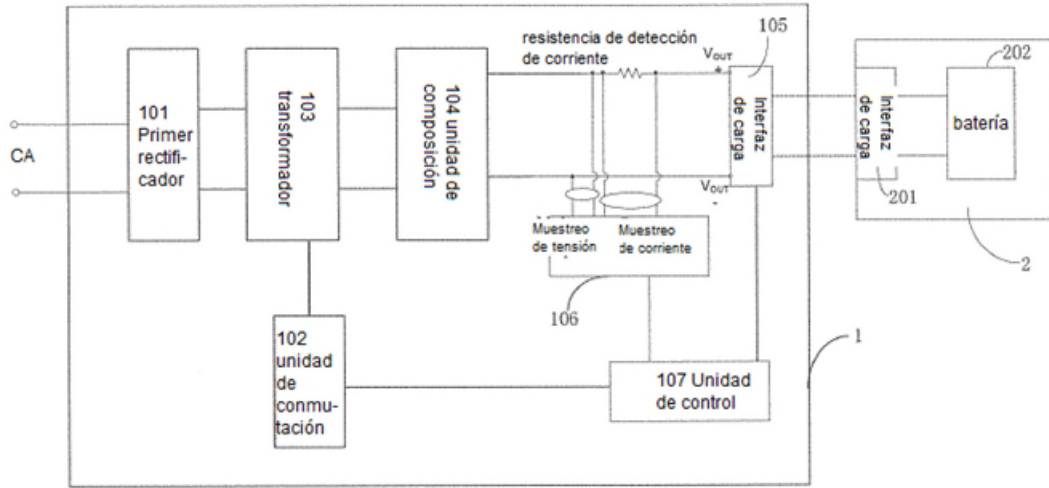 resistencia de detección
de corriente
V_OUT
+
105
202
101
Primer
rectifi-
cador
103
transformador
104 unidad de
composición
Interfaz
de carga
Interfaz
de carga
batería
CA
201
V_OUT
-
Muestreo
de tensión
Muestreo
de corriente
2
106
1
102
unidad
de
conmu-
tación
107 Unidad
de control